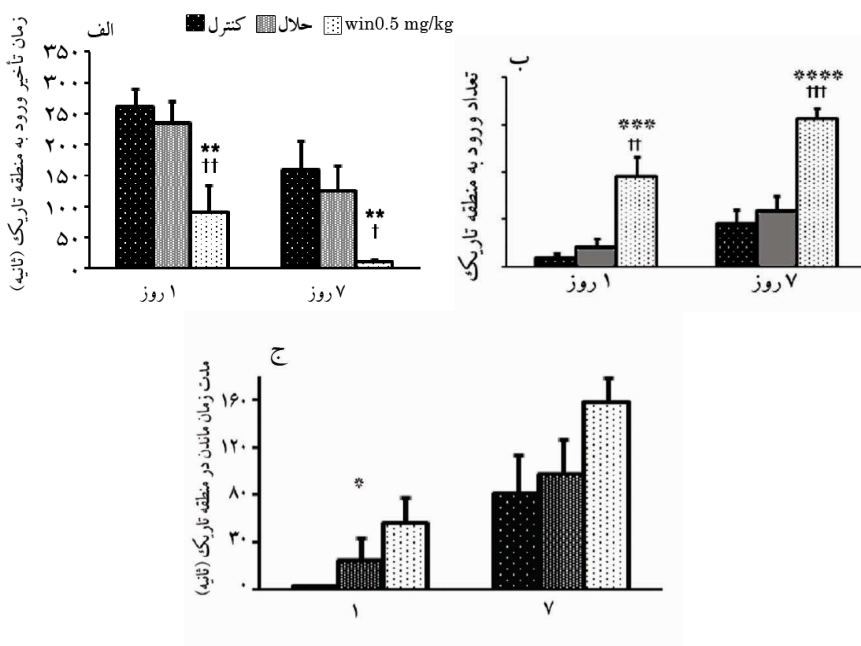 الف
کنترل
حلال
win0.5 mg/kg
زمان تأخیر ورود به منطقه تاریک (ثانیه)
۳۵۰
۳۰۰
۲۵۰
۲۰۰
۱۵۰
۱۰۰
۵۰
۰
**
††
**
†
۱ روز
۷ روز
ب
تعداد ورود به منطقه تاریک
***
††
****
†††
۱ روز
۷ روز
ج
مدت زمان ماندن در منطقه تاریک (ثانیه)
۱۶۰
۱۲۰
۸۰
۳۰
۰
*
۱
۷